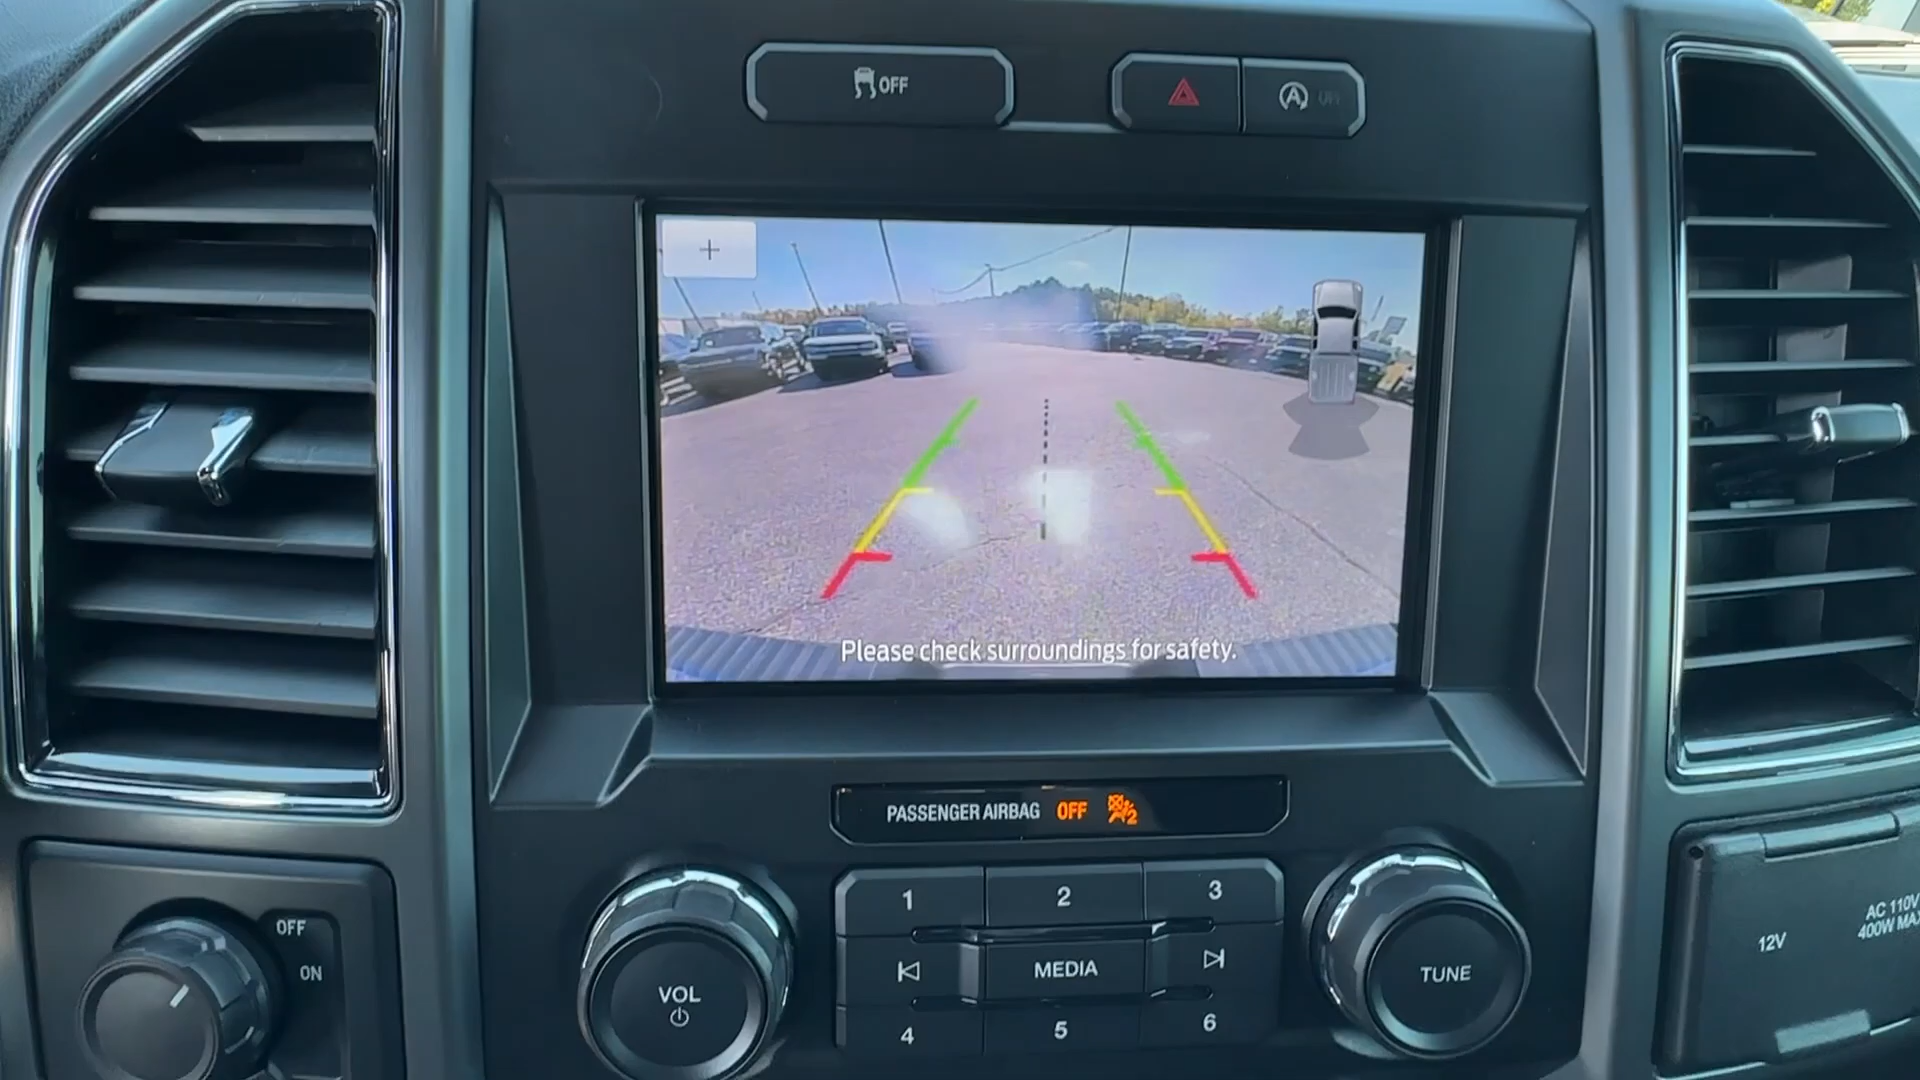 OFF
A OFF
+
Please check surroundings for safety.
PASSENGER AIRBAG OFF 2
1 2 3
MEDIA
4 5 6
VOL
TUNE
OFF
ON
12V
AC 110V
400W MAX